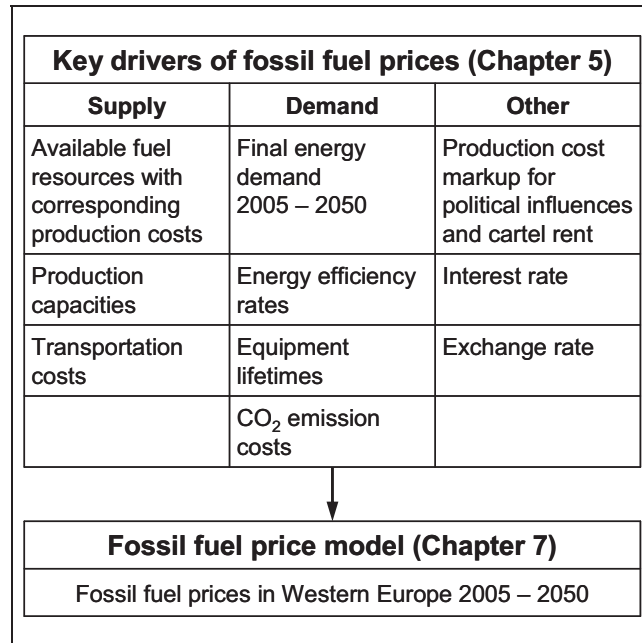 Key drivers of fossil fuel prices (Chapter 5)
Supply
Demand
Other
Available fuel
resources with
corresponding
production costs
Final energy
demand
2005 – 2050
Production cost
markup for
political influences
and cartel rent
Production
capacities
Energy efficiency
rates
Interest rate
Transportation
costs
Equipment
lifetimes
Exchange rate
CO₂ emission
costs
Fossil fuel price model (Chapter 7)
Fossil fuel prices in Western Europe 2005 – 2050